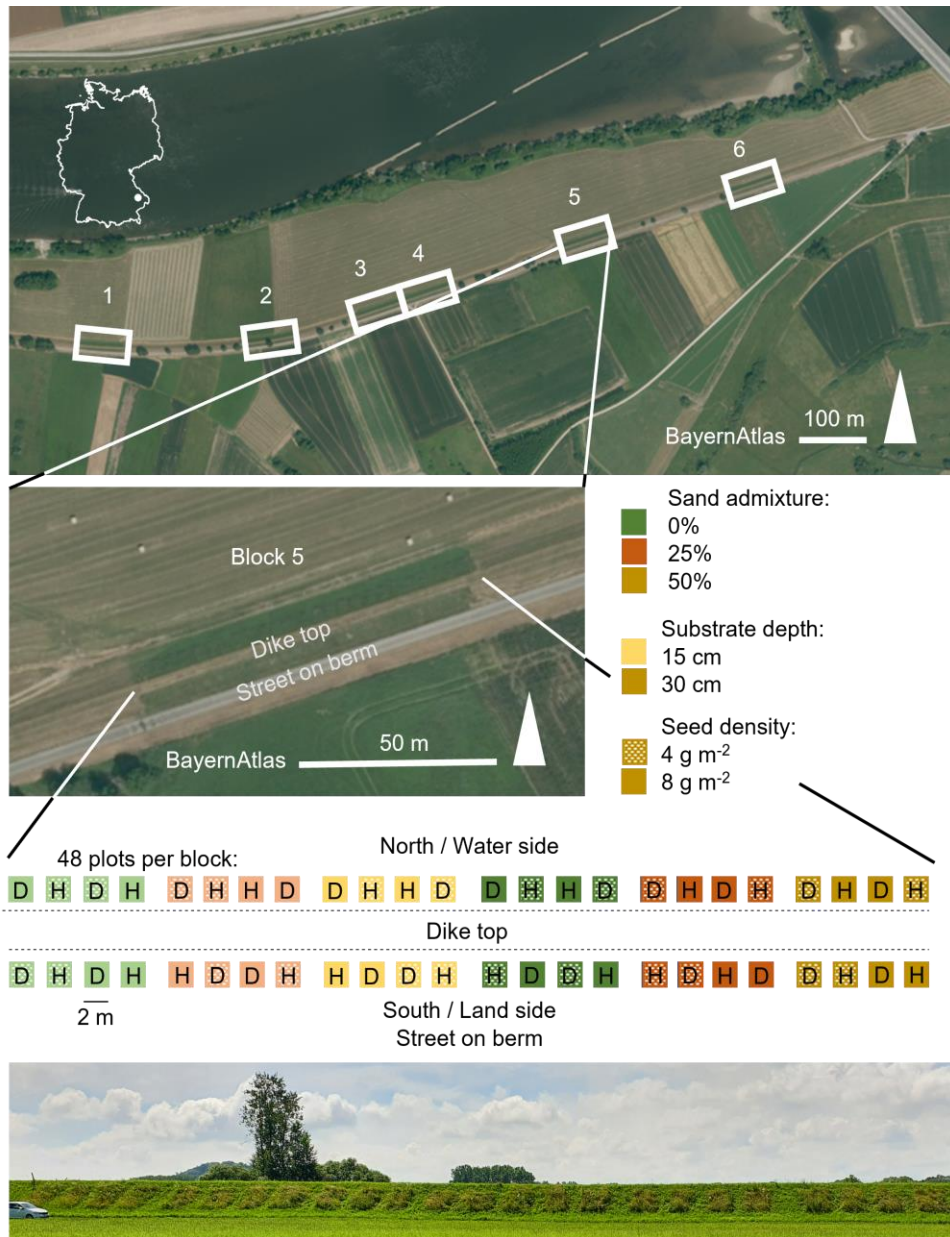 1
2
3
4
5
6
BayernAtlas
100 m
Block 5
Dike top
Street on berm
BayernAtlas
50 m
Sand admixture:
0%
25%
50%
Substrate depth:
15 cm
30 cm
Seed density:
4 g m-2
8 g m-2
North / Water side
48 plots per block:
D H D H D H H D D H H D D H H D D H D H D H D H
Dike top
D H D H H D D H H D D H H D D H H D H D D H D H
2 m
South / Land side
Street on berm